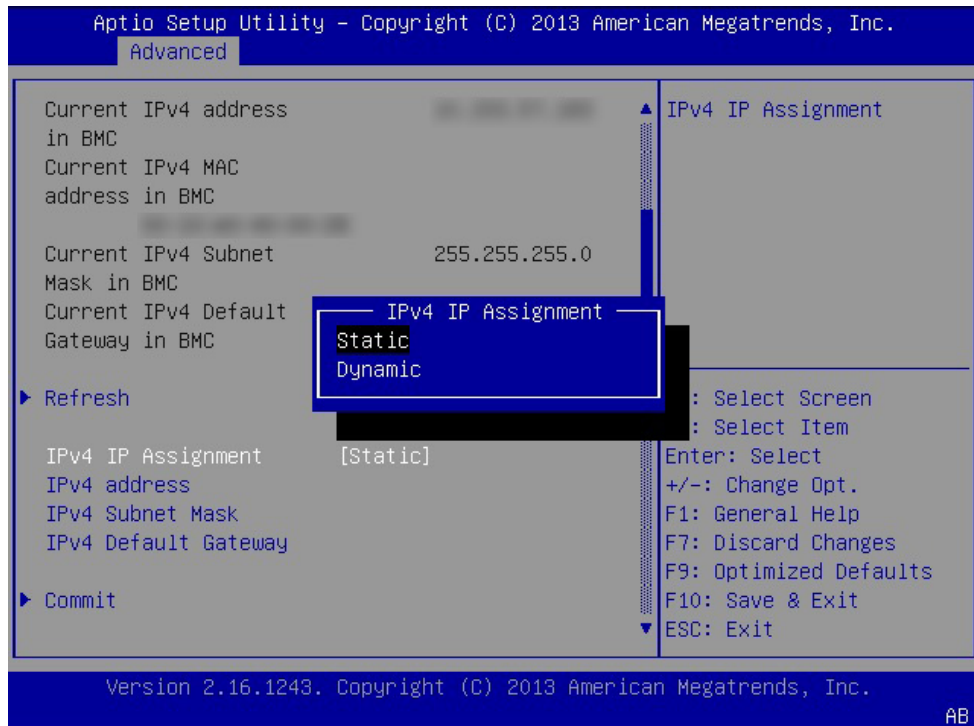 Aptio Setup Utility – Copyright (C) 2013 American Megatrends, Inc.
Advanced
Current IPv4 address
in BMC
Current IPv4 MAC
address in BMC
Current IPv4 Subnet 255.255.255.0
Mask in BMC
Current IPv4 Default
Gateway in BMC
Refresh
IPv4 IP Assignment [Static]
IPv4 address
IPv4 Subnet Mask
IPv4 Default Gateway
Commit
IPv4 IP Assignment
Static
Dynamic
IPv4 IP Assignment
: Select Screen
: Select Item
Enter: Select
+/-: Change Opt.
F1: General Help
F7: Discard Changes
F9: Optimized Defaults
F10: Save & Exit
ESC: Exit
Version 2.16.1243. Copyright (C) 2013 American Megatrends, Inc.
AB